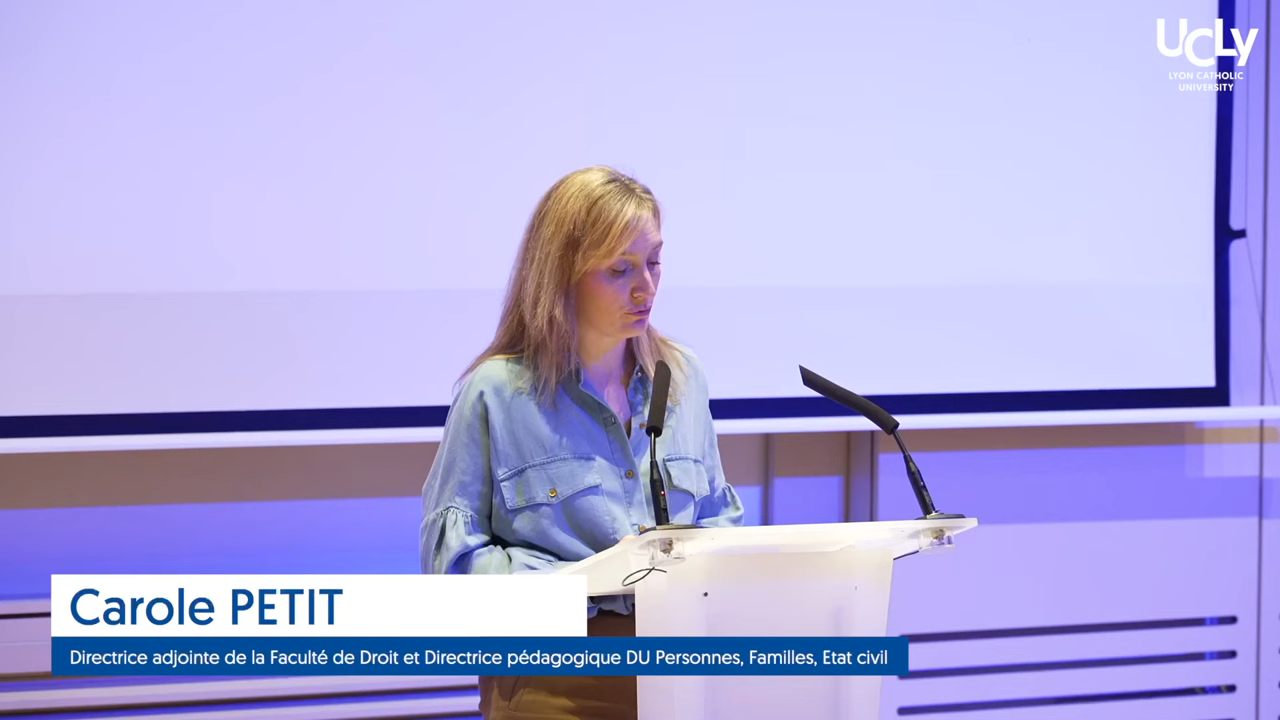 UCLy
LYON CATHOLIC
UNIVERSITY
Carole PETIT
Directrice adjointe de la Faculté de Droit et Directrice pédagogique DU Personnes, Familles, Etat civil